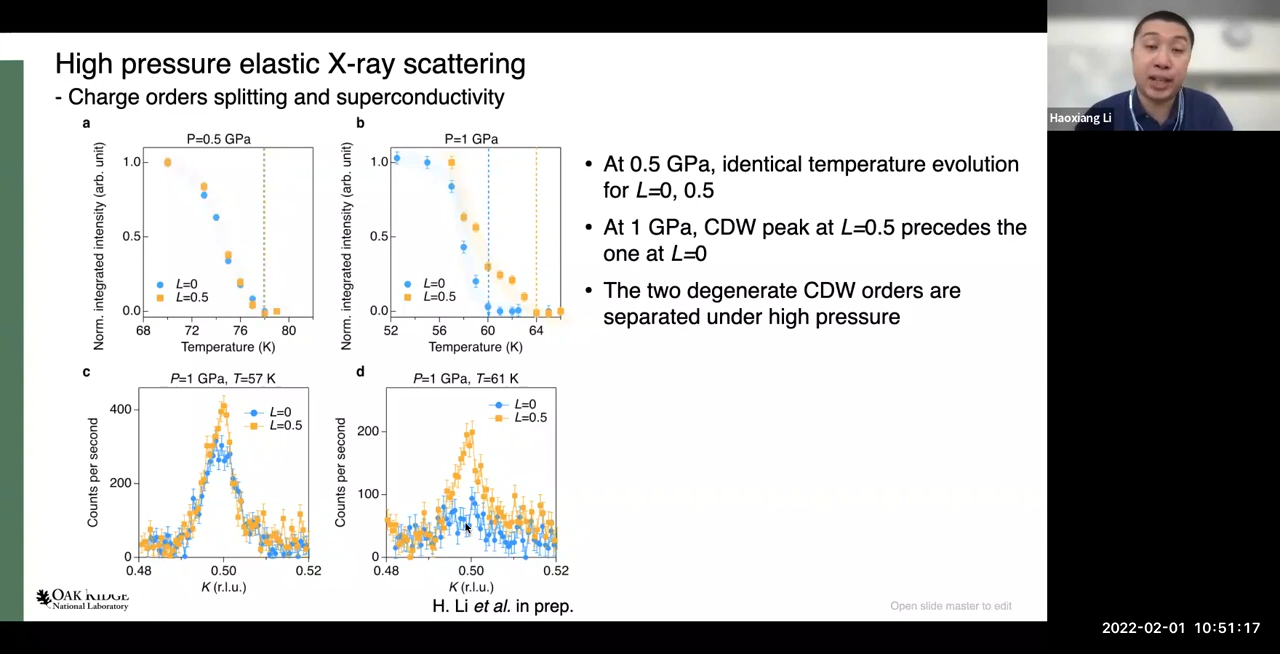 High pressure elastic X-ray scattering
- Charge orders splitting and superconductivity
a
P=0.5 GPa
Norm. integrated intensity (arb. unit)
1.0
0.5
0.0
L=0
L=0.5
68 72 76 80
Temperature (K)
b
P=1 GPa
Norm. integrated intensity (arb. unit)
1.0
0.5
0.0
L=0
L=0.5
52 56 60 64
Temperature (K)
c
P=1 GPa, T=57 K
Counts per second
400
200
0
L=0
L=0.5
0.48 0.50 0.52
K (r.l.u.)
d
P=1 GPa, T=61 K
Counts per second
200
100
0
L=0
L=0.5
0.48 0.50 0.52
K (r.l.u.)
• At 0.5 GPa, identical temperature evolution
for L=0, 0.5
• At 1 GPa, CDW peak at L=0.5 precedes the
one at L=0
• The two degenerate CDW orders are
separated under high pressure
OAK RIDGE
National Laboratory
H. Li et al. in prep.
Open slide master to edit
Haoxiang Li
2022-02-01 10:51:17